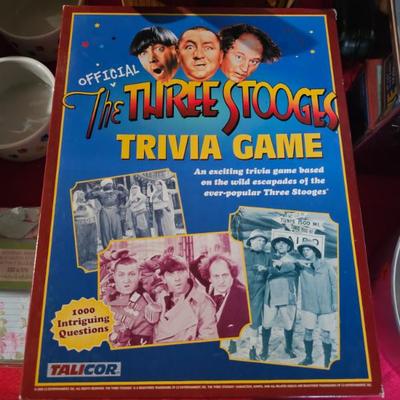 OFFICIAL
The THREE STOOGES
TRIVIA GAME
An exciting trivia game based
on the wild escapades of the
ever-popular Three Stooges
1000
Intriguing
Questions
TALICOR